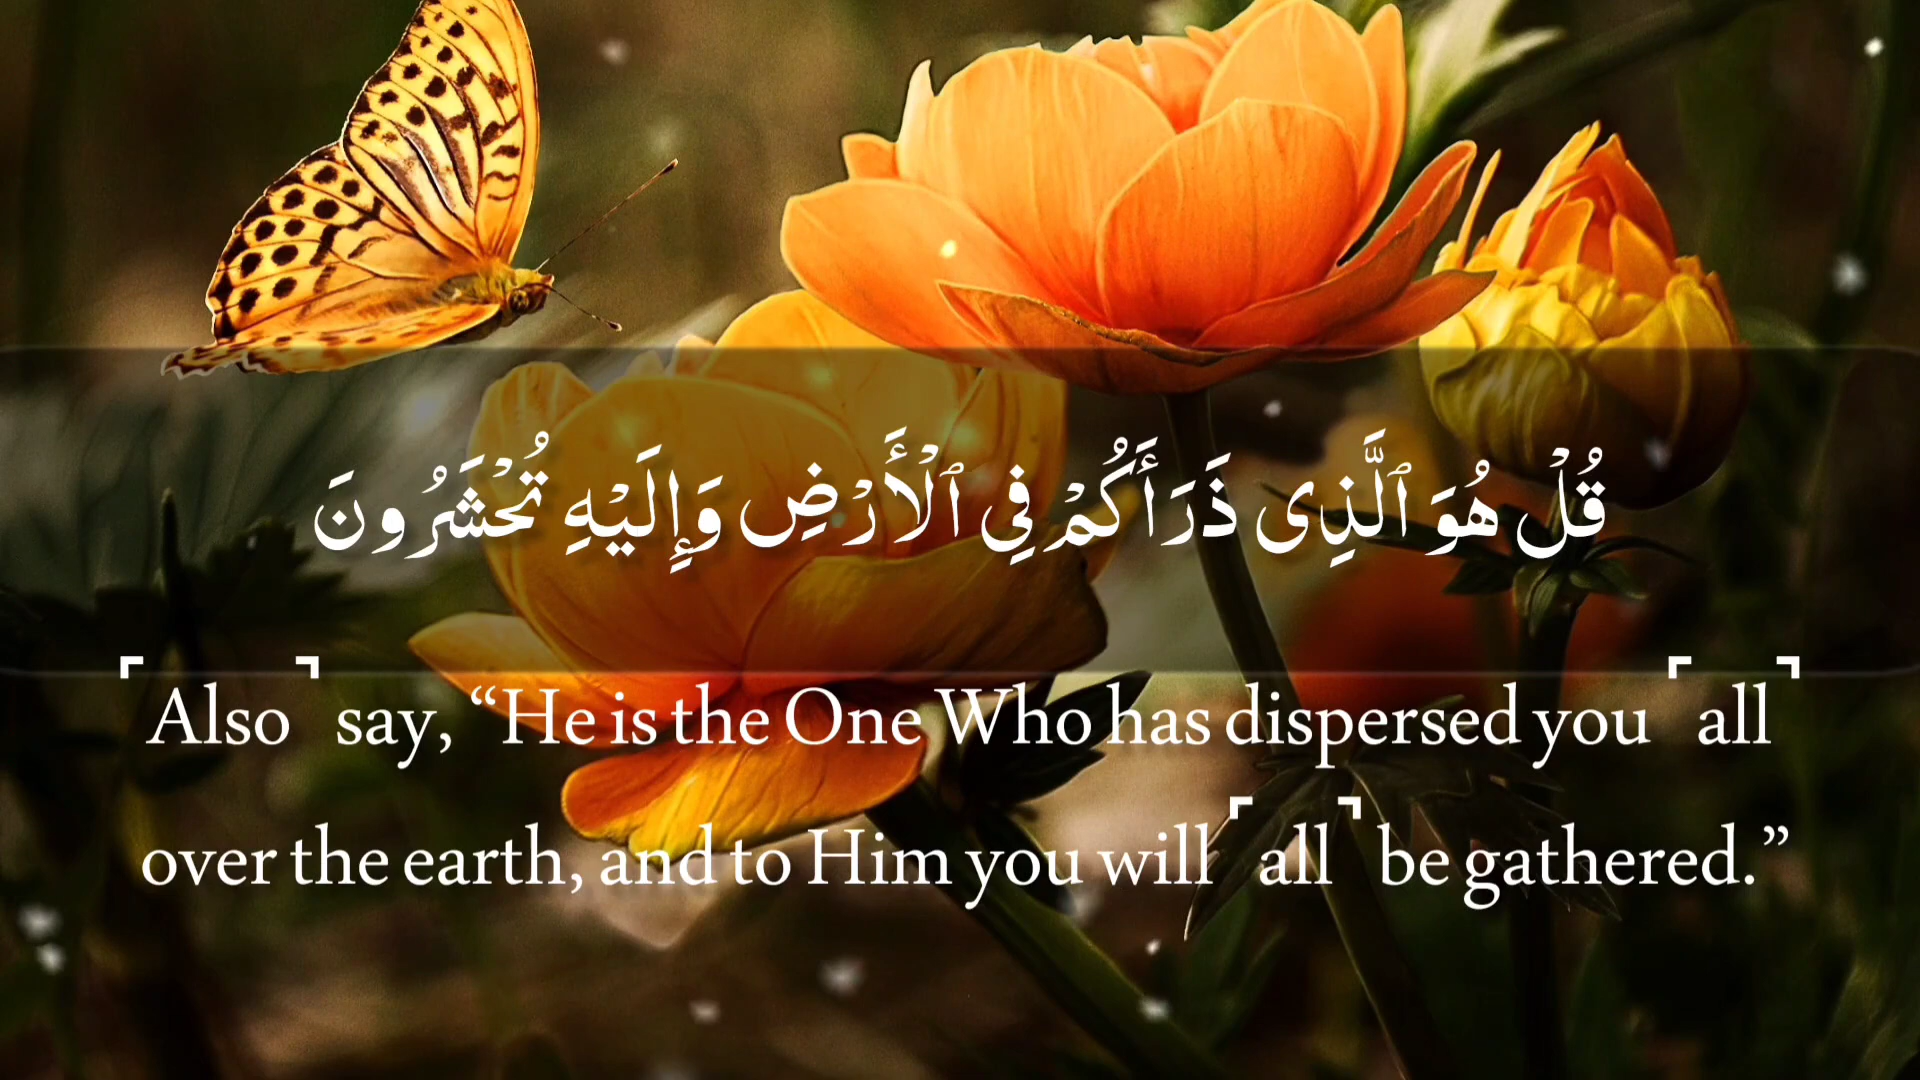 قُلْ هُوَ ٱلَّذِى ذَرَأَكُمْ فِى ٱلْأَرْضِ وَإِلَيْهِ تُحْشَرُونَ
⸢Also⸣ say, “He is the One Who has dispersed you ⸢all⸣
over the earth, and to Him you will ⸢all⸣ be gathered.”